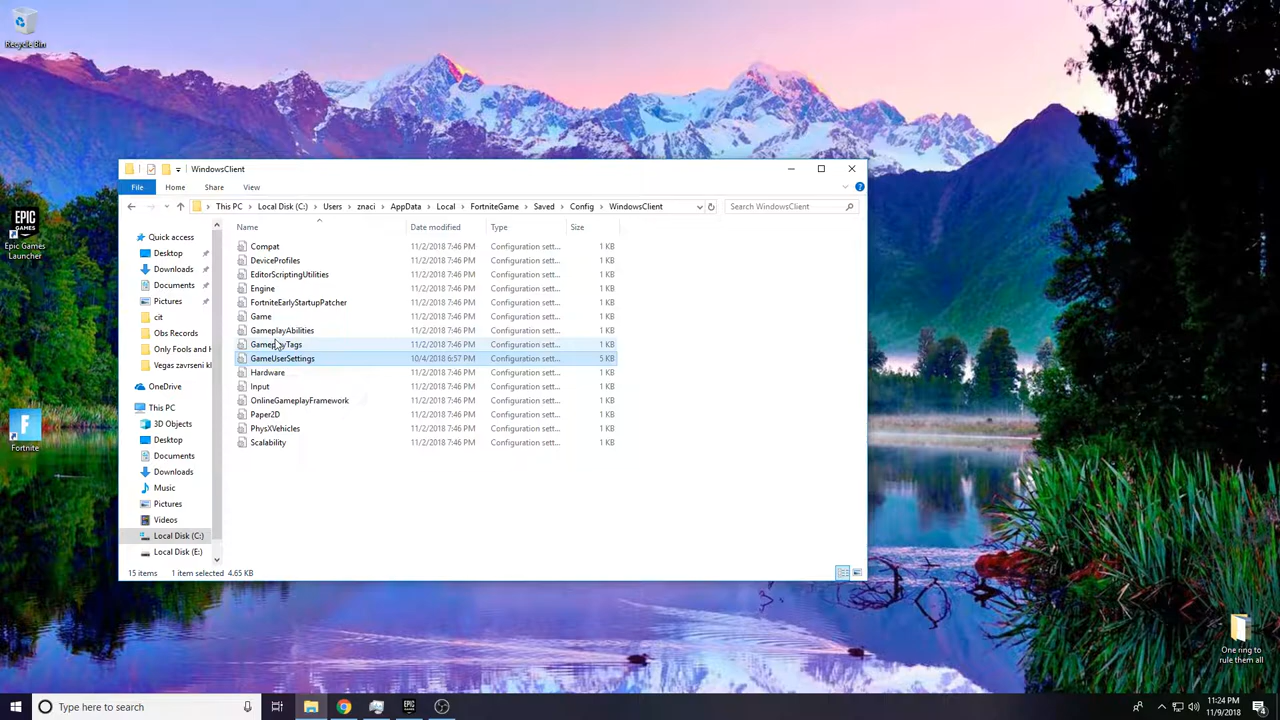 Recycle Bin
EPIC
GAMES
Epic Games
Launcher
F
Fortnite
One ring to
rule them all
WindowsClient
File Home Share View
This PC > Local Disk (C:) > Users > znaci > AppData > Local > FortniteGame > Saved > Config > WindowsClient
Search WindowsClient
Quick access
Desktop
Downloads
Documents
Pictures
cit
Obs Records
Only Fools and H
Vegas zavrseni kl
OneDrive
This PC
3D Objects
Desktop
Documents
Downloads
Music
Pictures
Videos
Local Disk (C:)
Local Disk (E:)
Name Date modified Type Size
Compat 11/2/2018 7:46 PM Configuration sett... 1 KB
DeviceProfiles 11/2/2018 7:46 PM Configuration sett... 1 KB
EditorScriptingUtilities 11/2/2018 7:46 PM Configuration sett... 1 KB
Engine 11/2/2018 7:46 PM Configuration sett... 1 KB
FortniteEarlyStartupPatcher 11/2/2018 7:46 PM Configuration sett... 1 KB
Game 11/2/2018 7:46 PM Configuration sett... 1 KB
GameplayAbilities 11/2/2018 7:46 PM Configuration sett... 1 KB
GameplayTags 11/2/2018 7:46 PM Configuration sett... 1 KB
GameUserSettings 10/4/2018 6:57 PM Configuration sett... 5 KB
Hardware 11/2/2018 7:46 PM Configuration sett... 1 KB
Input 11/2/2018 7:46 PM Configuration sett... 1 KB
OnlineGameplayFramework 11/2/2018 7:46 PM Configuration sett... 1 KB
Paper2D 11/2/2018 7:46 PM Configuration sett... 1 KB
PhysXVehicles 11/2/2018 7:46 PM Configuration sett... 1 KB
Scalability 11/2/2018 7:46 PM Configuration sett... 1 KB
15 items 1 item selected 4.65 KB
Type here to search
EPIC
11:24 PM
11/9/2018
4